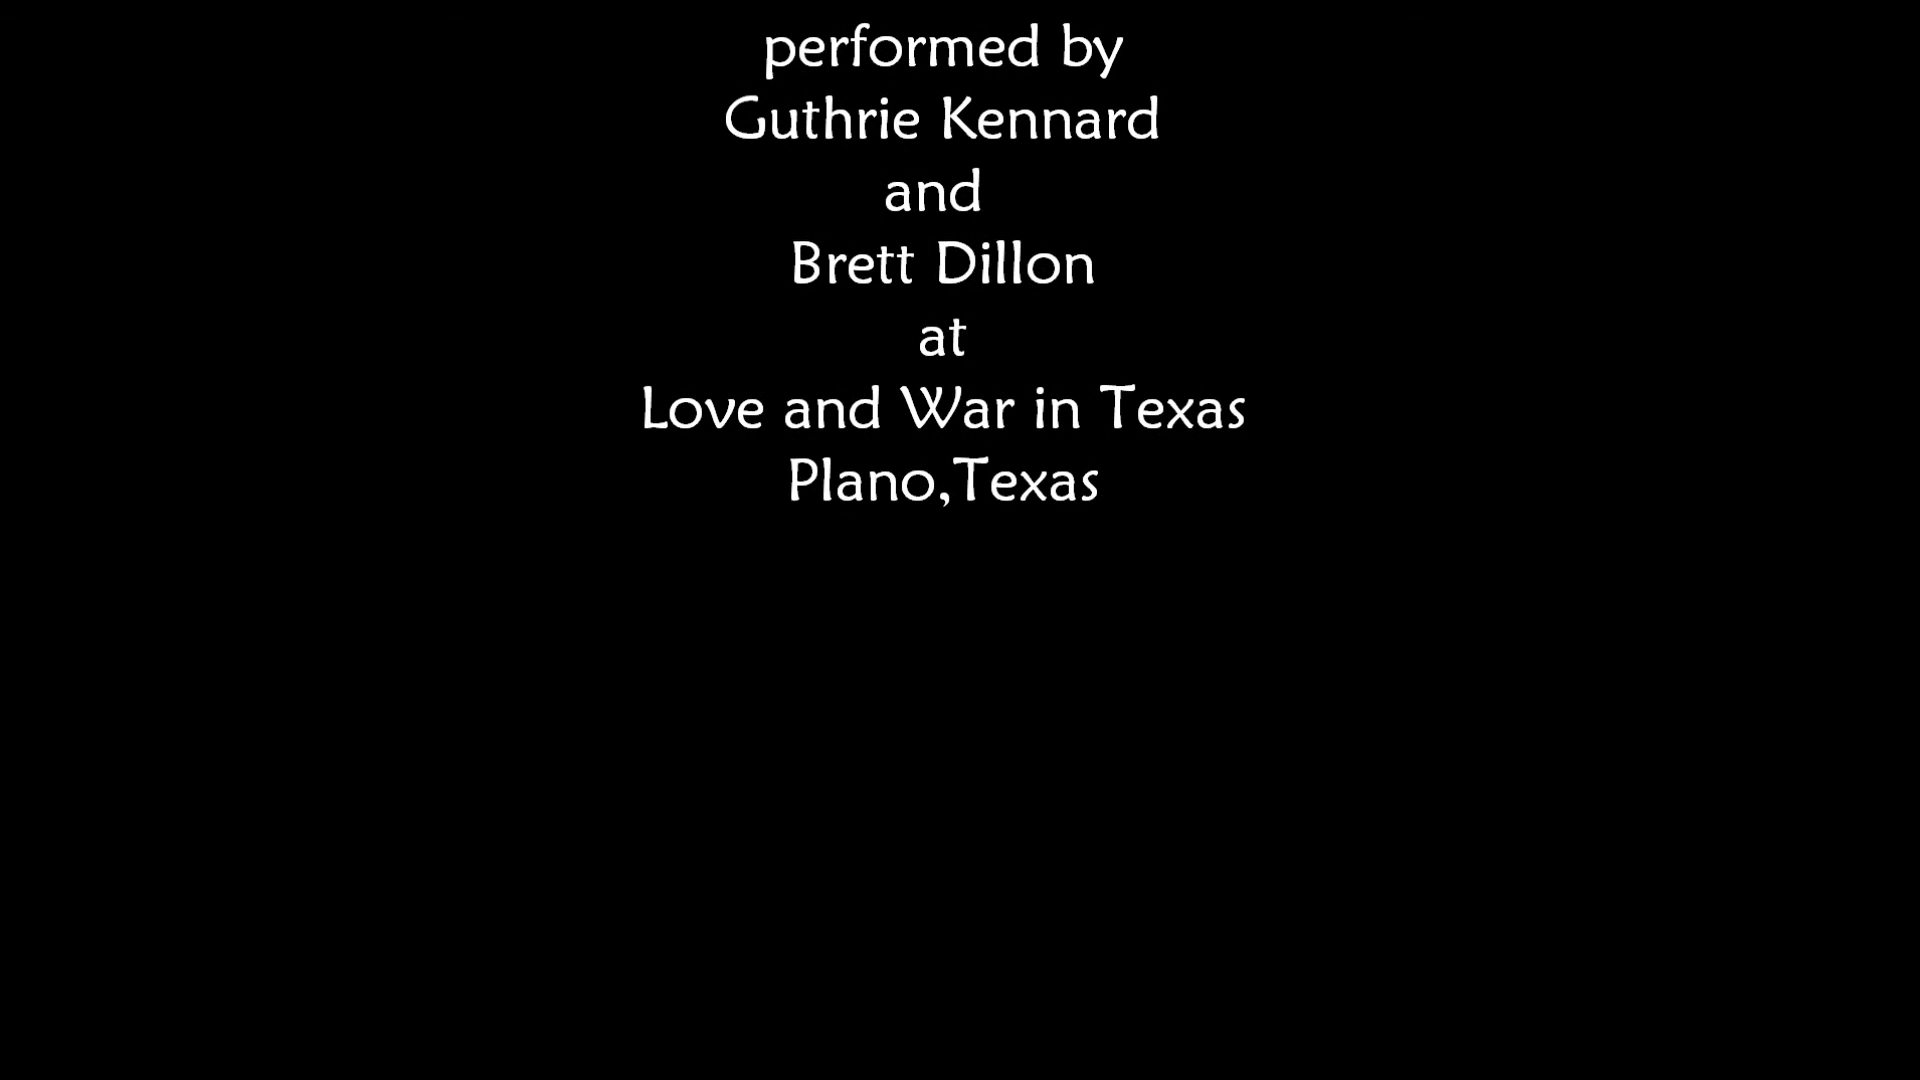 performed by
Guthrie Kennard
and
Brett Dillon
at
Love and War in Texas
Plano,Texas